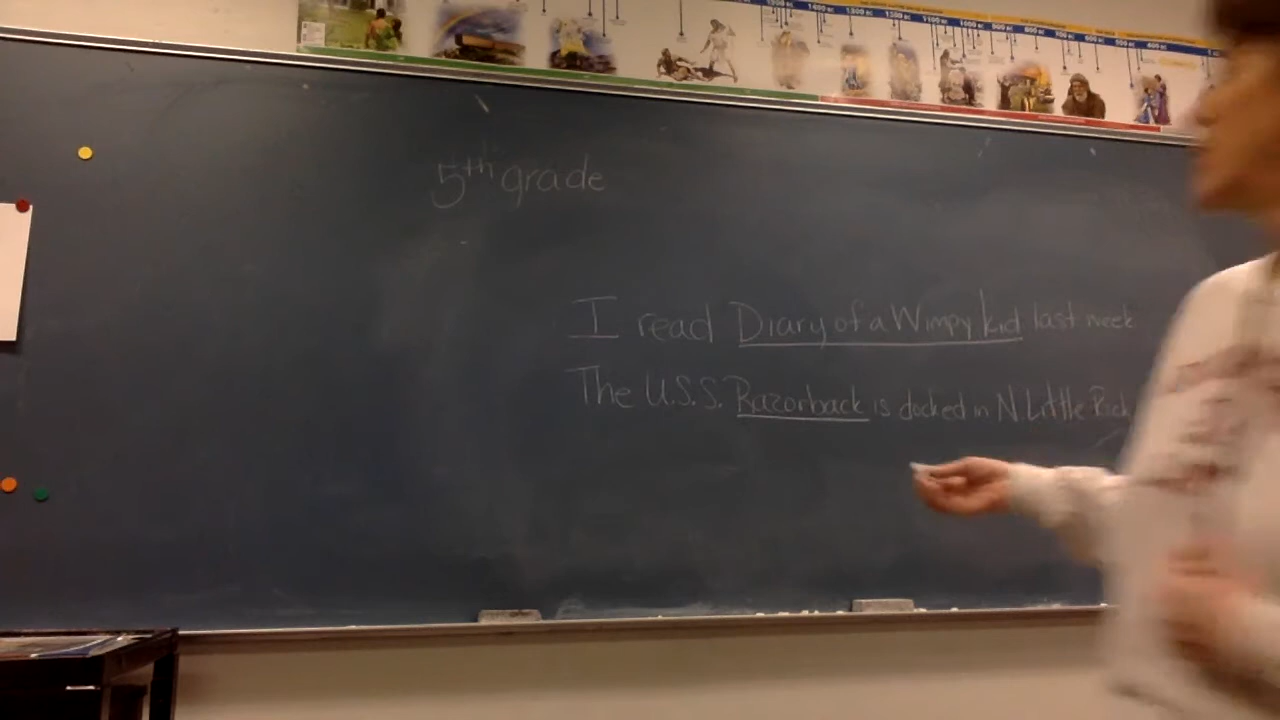 5th grade
I read Diary of a Wimpy kid last week
The U.S.S. Razorback is docked in N Little Rock